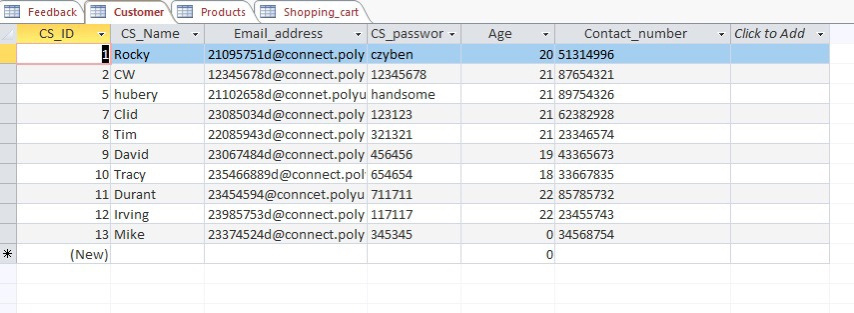 Feedback Customer Products Shopping_cart
CS_ID CS_Name Email_address CS_passwor Age Contact_number Click to Add
1 Rocky 21095751d@connect.poly czyben 20 51314996
2 CW 12345678d@connect.poly 12345678 21 87654321
5 hubery 21102658d@connet.polyu handsome 21 89754326
7 Clid 23085034d@connect.poly 123123 21 62382928
8 Tim 22085943d@connect.poly 321321 21 23346574
9 David 23067484d@connect.poly 456456 19 43365673
10 Tracy 235466889d@connect.pol 654654 18 33667835
11 Durant 23454594@conncet.polyu 711711 22 85785732
12 Irving 23985753d@connect.poly 117117 22 23455743
13 Mike 23374524d@connect.poly 345345 0 34568754
* (New) 0